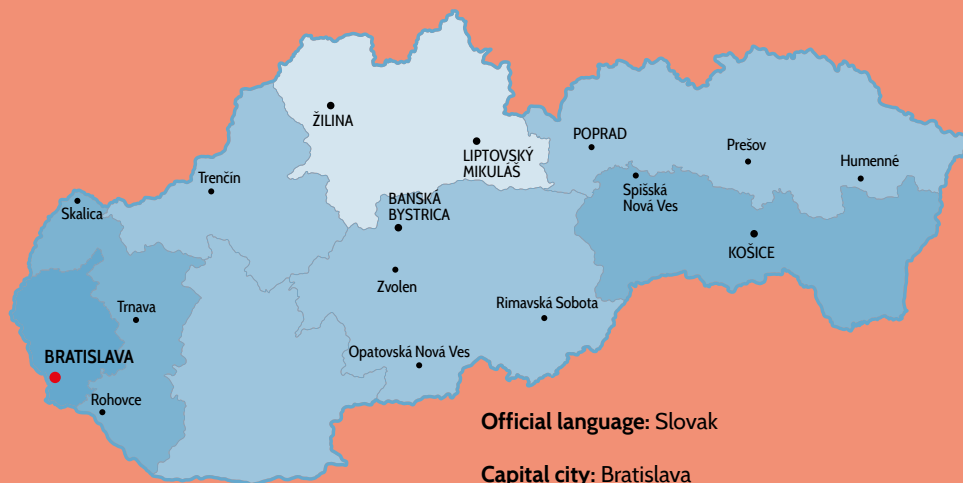 ŽILINA
POPRAD
Prešov
LIPTOVSKÝ
MIKULÁŠ
Humenné
Trenčín
Spišská
Nová Ves
BANSKÁ
BYSTRICA
Skalica
KOŠICE
Zvolen
Rimavská Sobota
Trnava
Opatovská Nová Ves
BRATISLAVA
Rohovce
Official language: Slovak
Capital city: Bratislava